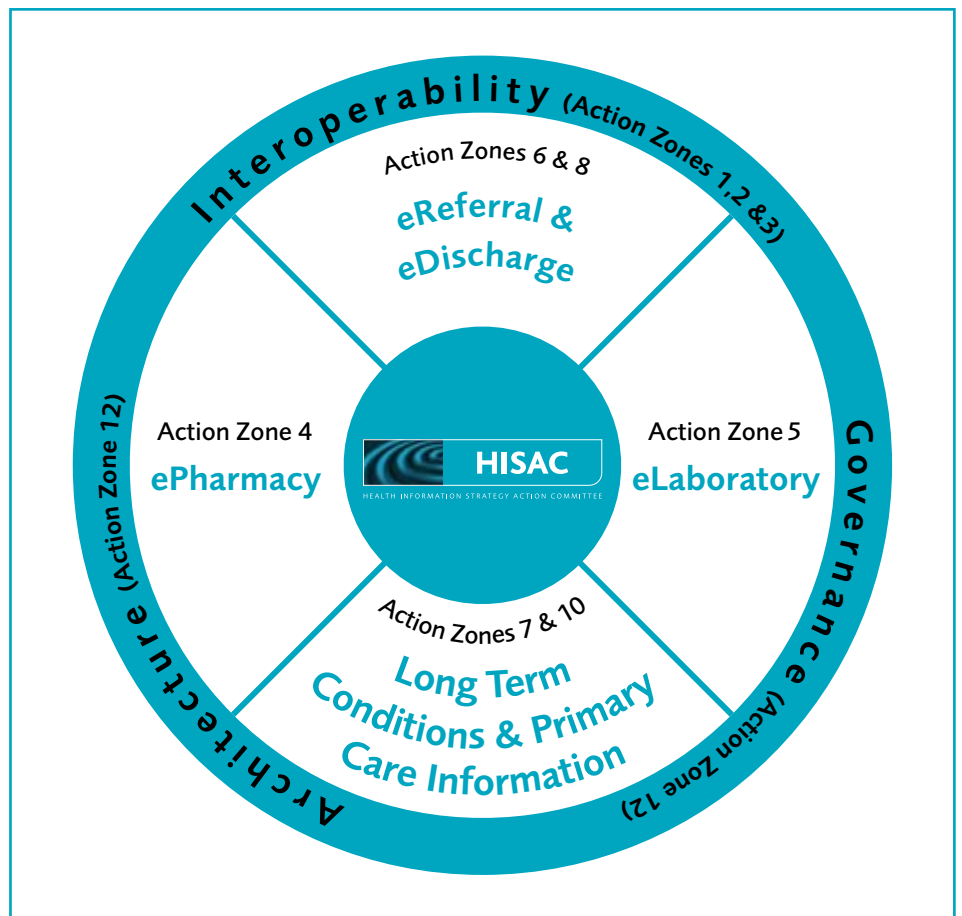 Interoperability (Action Zones 1,2 &3)
Action Zones 6 & 8
eReferral &
eDischarge
Action Zone 4
ePharmacy
HISAC
HEALTH INFORMATION STRATEGY ACTION COMMITTEE
Action Zone 5
eLaboratory
Action Zones 7 & 10
Long Term
Conditions & Primary
Care Information
Governance (Action Zone 12)
Architecture (Action Zone 12)